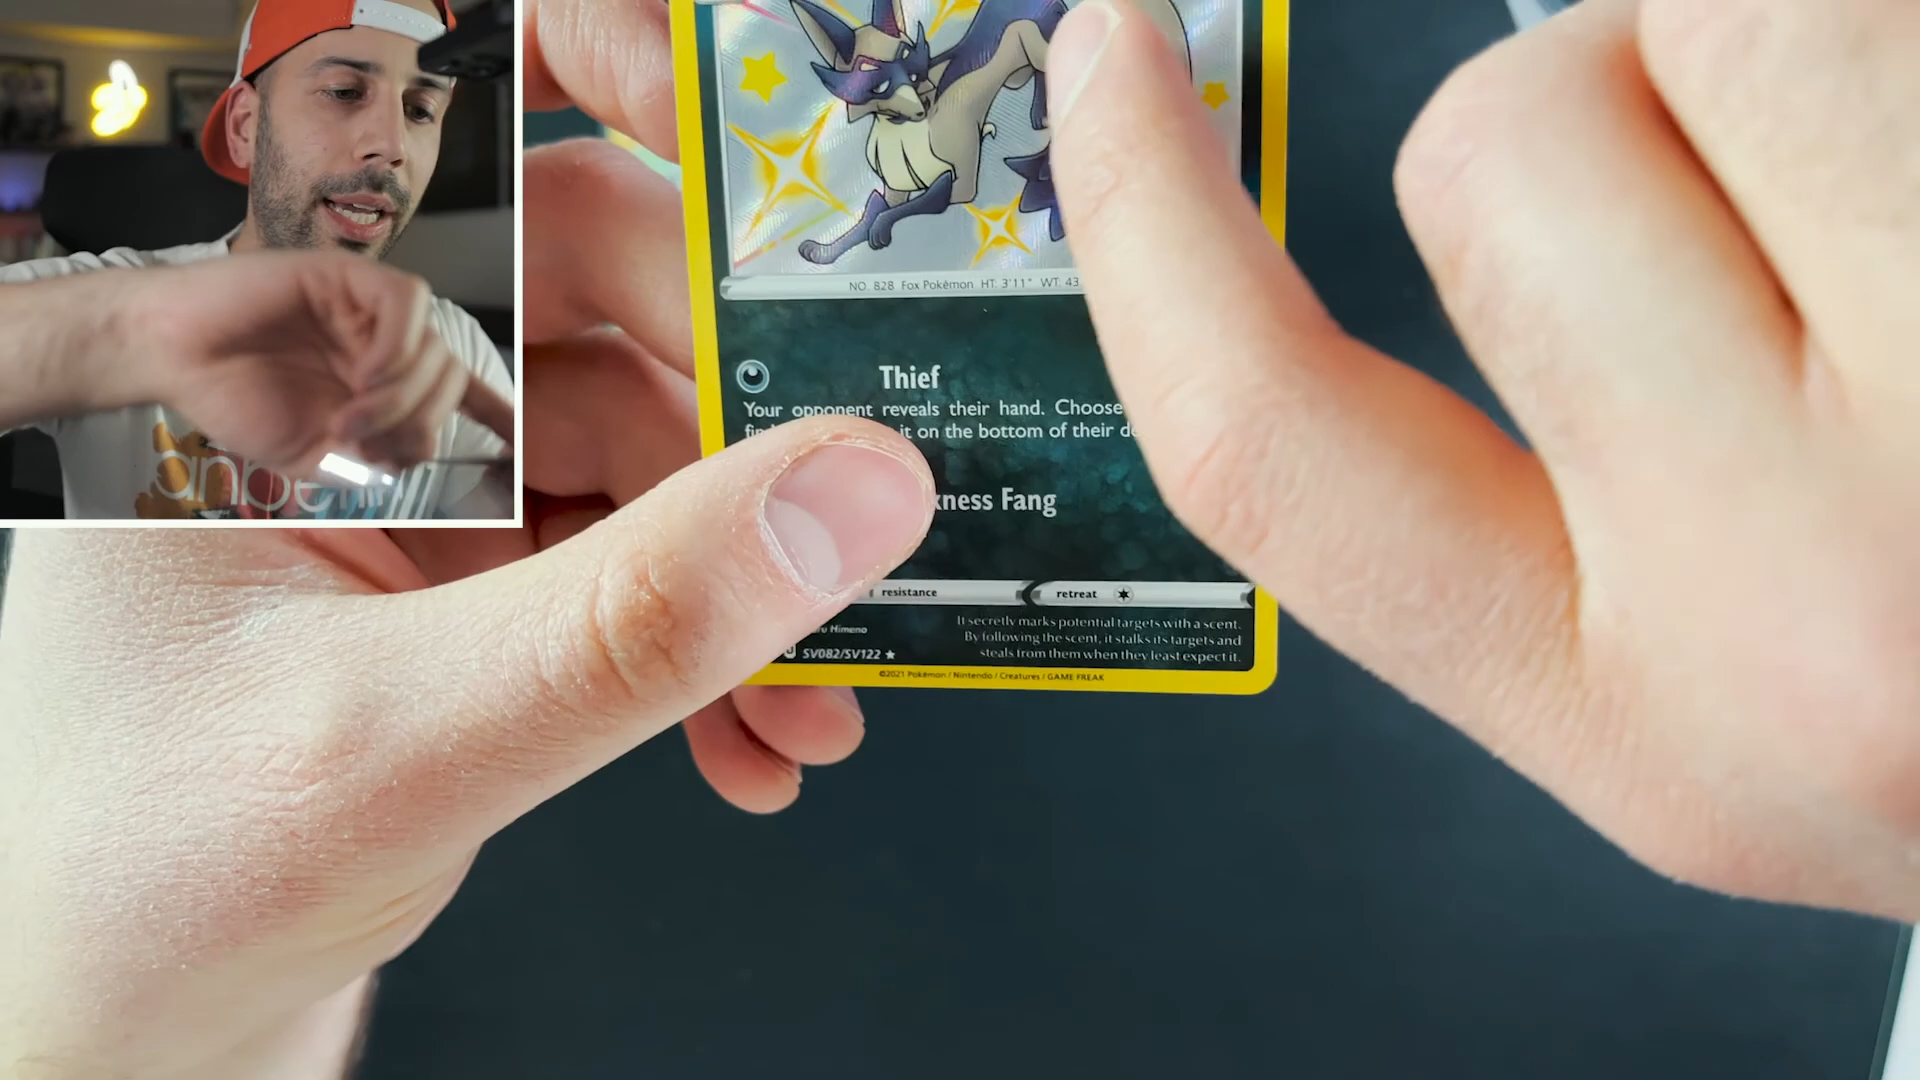 NO. 828 Fox Pokémon HT: 3'11" WT: 43
Thief
Your opponent reveals their hand. Choose
it on the bottom of their
kness Fang
resistance
retreat
Himeno
It secretly marks potential targets with a scent.
By following the scent, it stalks its targets and
steals from them when they least expect it.
SV082/SV122
©2021 Pokémon / Nintendo / Creatures / GAME FREAK
anbe